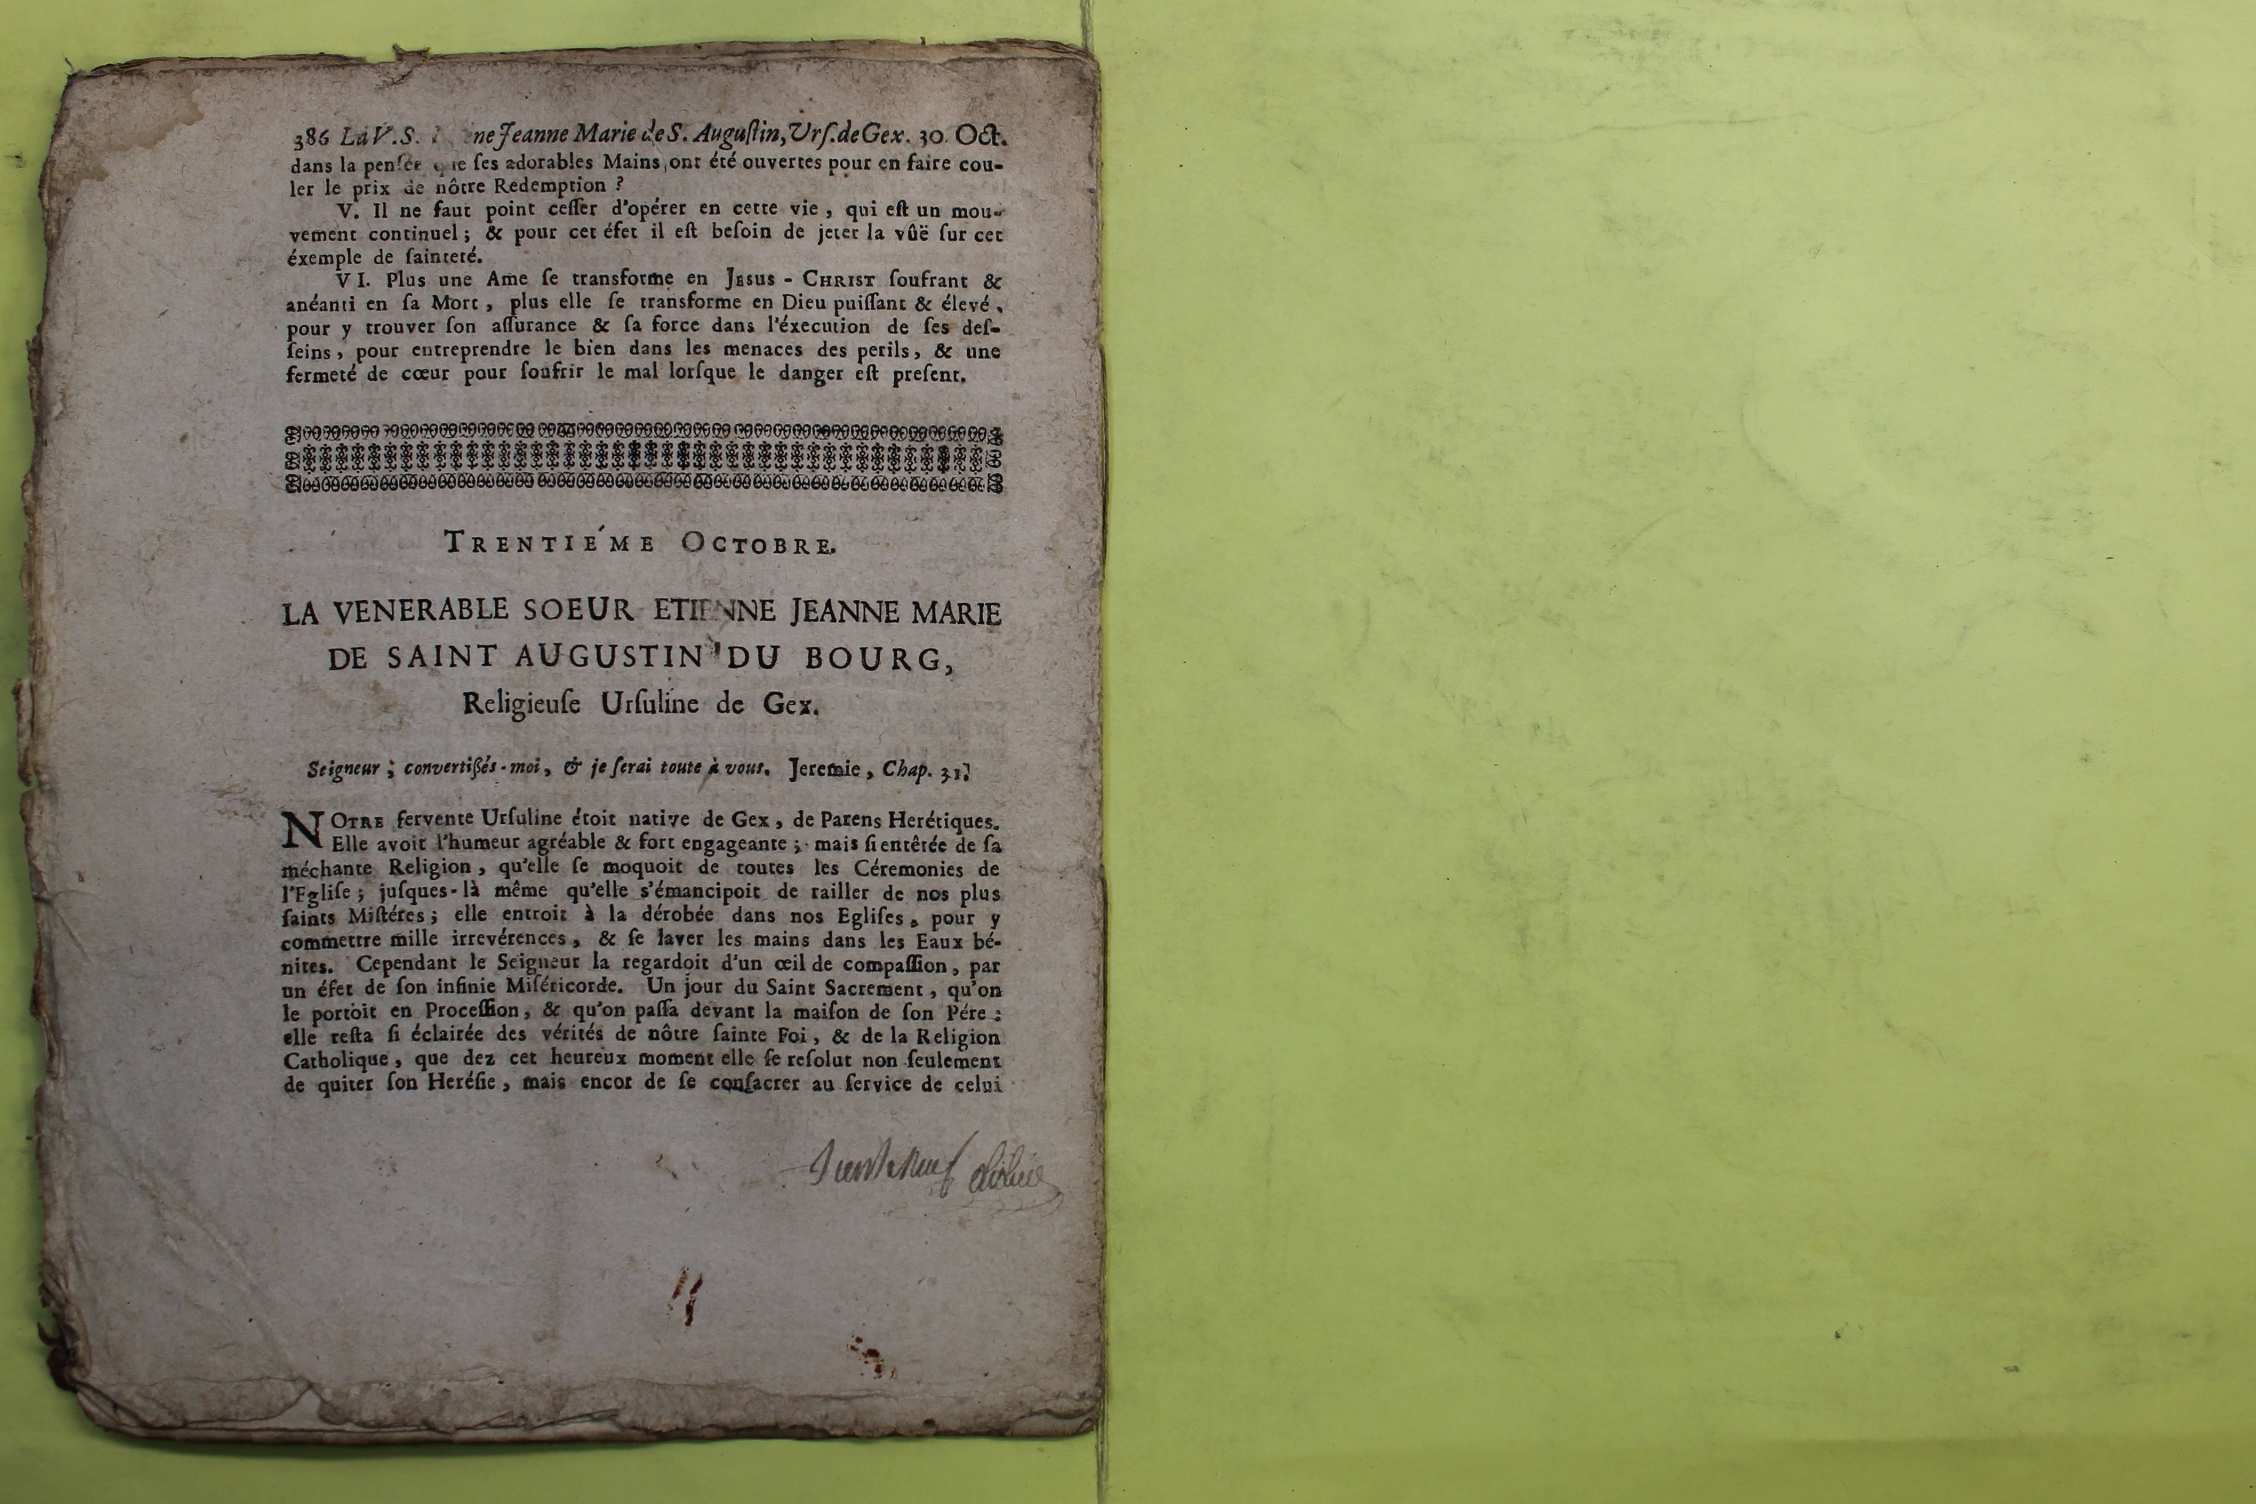 386 La V. S. Jeanne Marie de S. Auguſtin, Urſ. de Gex. 30. Oct.
dans la penſée que ſes adorables Mains ont été ouvertes pour en faire cou-
ler le prix de nôtre Redemption ?
V. Il ne faut point ceſſer d'opérer en cette vie, qui eſt un mou-
vement continuel ; & pour cet éfet il eſt beſoin de jeter la vûë ſur cet
éxemple de ſainteté.
VI. Plus une Ame ſe transforme en JESUS-CHRIST ſoufrant &
anéanti en ſa Mort, plus elle ſe transforme en Dieu puiſſant & élevé,
pour y trouver ſon aſſurance & ſa force dans l'éxecution de ſes deſ-
ſeins, pour entreprendre le bien dans les menaces des perils, & une
fermeté de cœur pour ſoufrir le mal lorſque le danger eſt preſent.
TRENTIE'ME OCTOBRE.
LA VENERABLE SOEUR ETIENNE JEANNE MARIE
DE SAINT AUGUSTIN DU BOURG,
Religieuſe Urſuline de Gex.
Seigneur ; convertißés-moi, & je ſerai toute à vous. Jeremie, Chap. 31.
NOTRE fervente Urſuline étoit native de Gex, de Parens Herétiques.
Elle avoit l'humeur agréable & fort engageante ; mais ſi entêtée de ſa
méchante Religion, qu'elle ſe moquoit de toutes les Céremonies de
l'Egliſe ; juſques-là même qu'elle s'émancipoit de railler de nos plus
ſaints Miſtéres ; elle entroit à la dérobée dans nos Egliſes, pour y
commettre mille irrevérences, & ſe laver les mains dans les Eaux bé-
nites. Cependant le Seigneur la regardoit d'un œil de compaſſion, par
un éfet de ſon infinie Miſéricorde. Un jour du Saint Sacrement, qu'on
le portoit en Proceſſion, & qu'on paſſa devant la maiſon de ſon Pére :
elle reſta ſi éclairée des vérités de nôtre ſainte Foi, & de la Religion
Catholique, que dez cet heureux moment elle ſe reſolut non ſeulement
de quiter ſon Heréſie, mais encor de ſe conſacrer au ſervice de celui